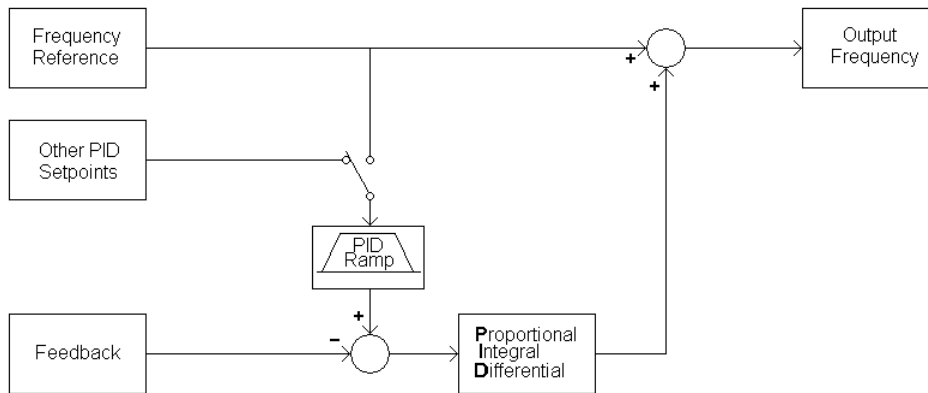 Frequency
Reference
Output
Frequency
+
+
Other PID
Setpoints
PID
Ramp
+
-
Feedback
Proportional
Integral
Differential